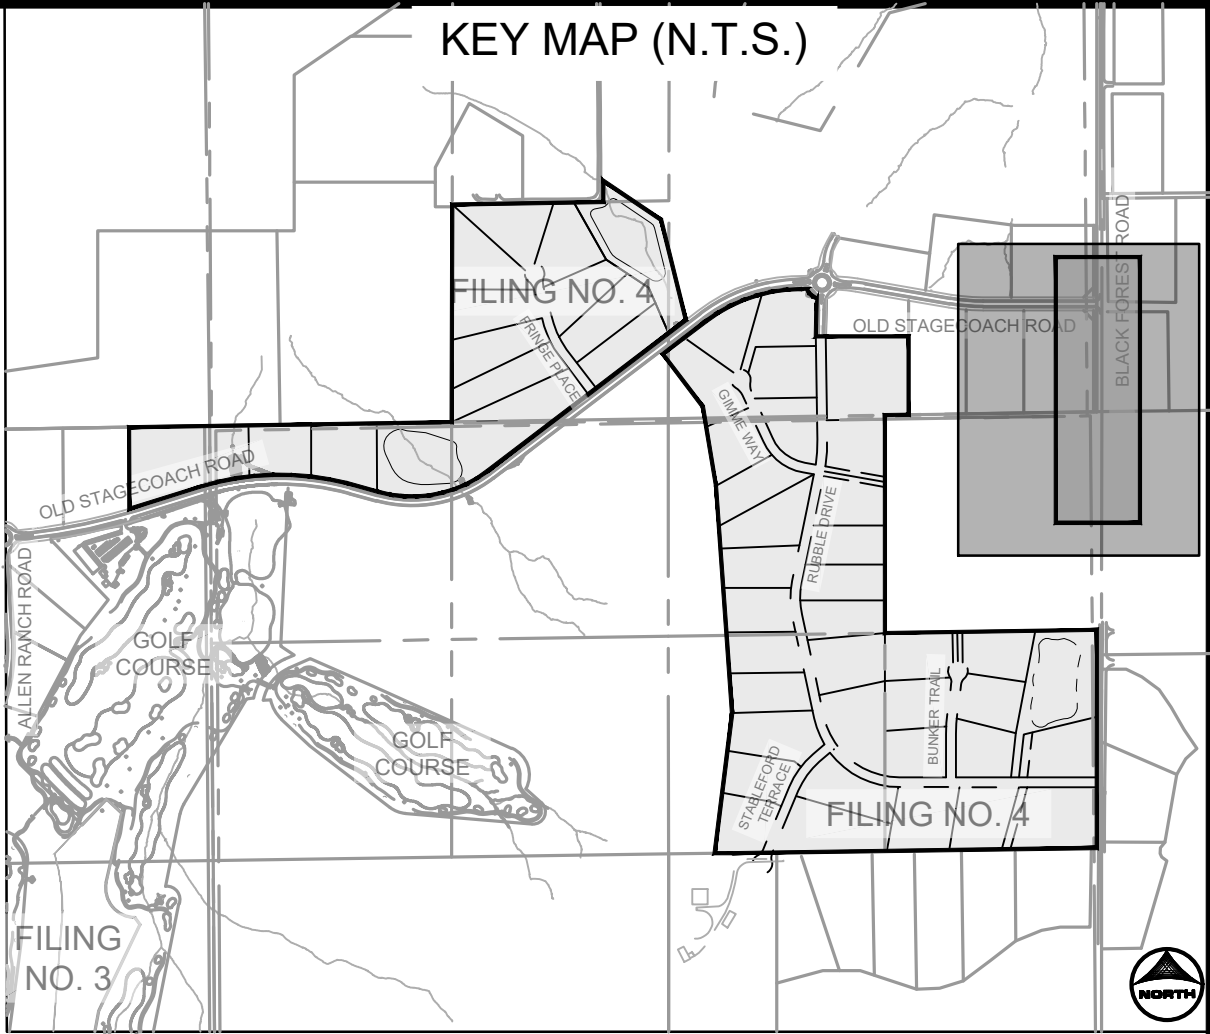 KEY MAP (N.T.S.)
BLACK FOREST ROAD
FILING NO. 4
OLD STAGECOACH ROAD
FRINGE PLACE
GIMME WAY
OLD STAGECOACH ROAD
RUBBLE DRIVE
ALLEN RANCH ROAD
GOLF
COURSE
BUNKER TRAIL
GOLF
COURSE
STABLEFORD
TERRACE
FILING NO. 4
FILING
NO. 3
NORTH